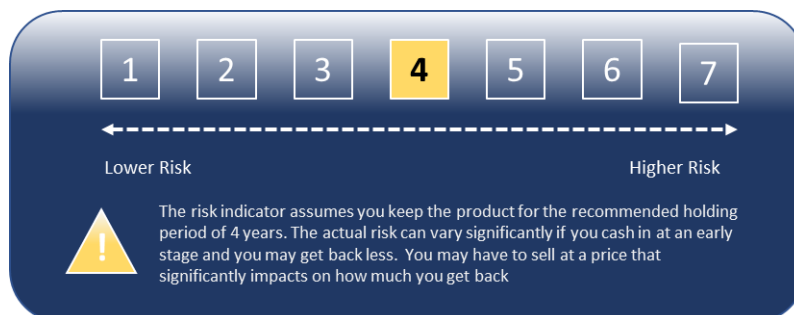 1 2 3 4 5 6 7
Lower Risk Higher Risk
!
The risk indicator assumes you keep the product for the recommended holding
period of 4 years. The actual risk can vary significantly if you cash in at an early
stage and you may get back less.  You may have to sell at a price that
significantly impacts on how much you get back